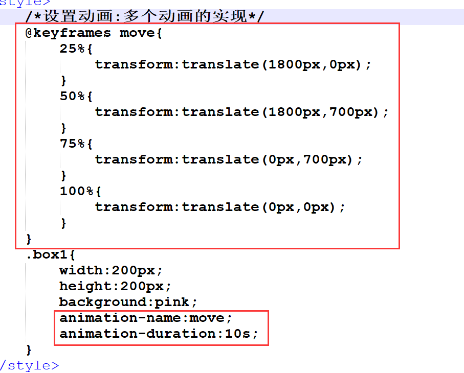 style>
/*设置动画:多个动画的实现*/
@keyframes move{
25%{
transform:translate(1800px,0px);
}
50%{
transform:translate(1800px,700px);
}
75%{
transform:translate(0px,700px);
}
100%{
transform:translate(0px,0px);
}
}
.box1{
width:200px;
height:200px;
background:pink;
animation-name:move;
animation-duration:10s;
}
/style>